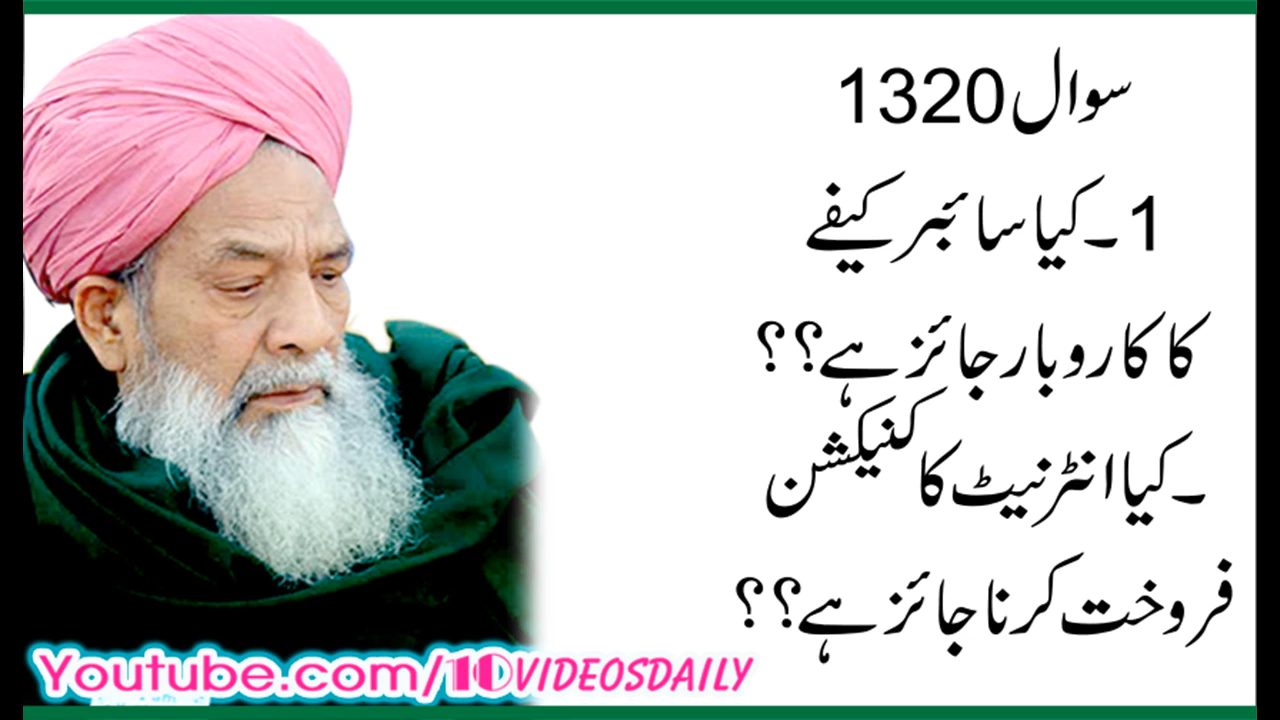 سوال 1320
1۔کیا سائبر کیفے
کا کاروبار جائز ہے؟؟
۔کیا انٹرنیٹ کا کنیکشن
فروخت کرنا جائز ہے؟؟
Youtube.com/10VIDEOSDAILY